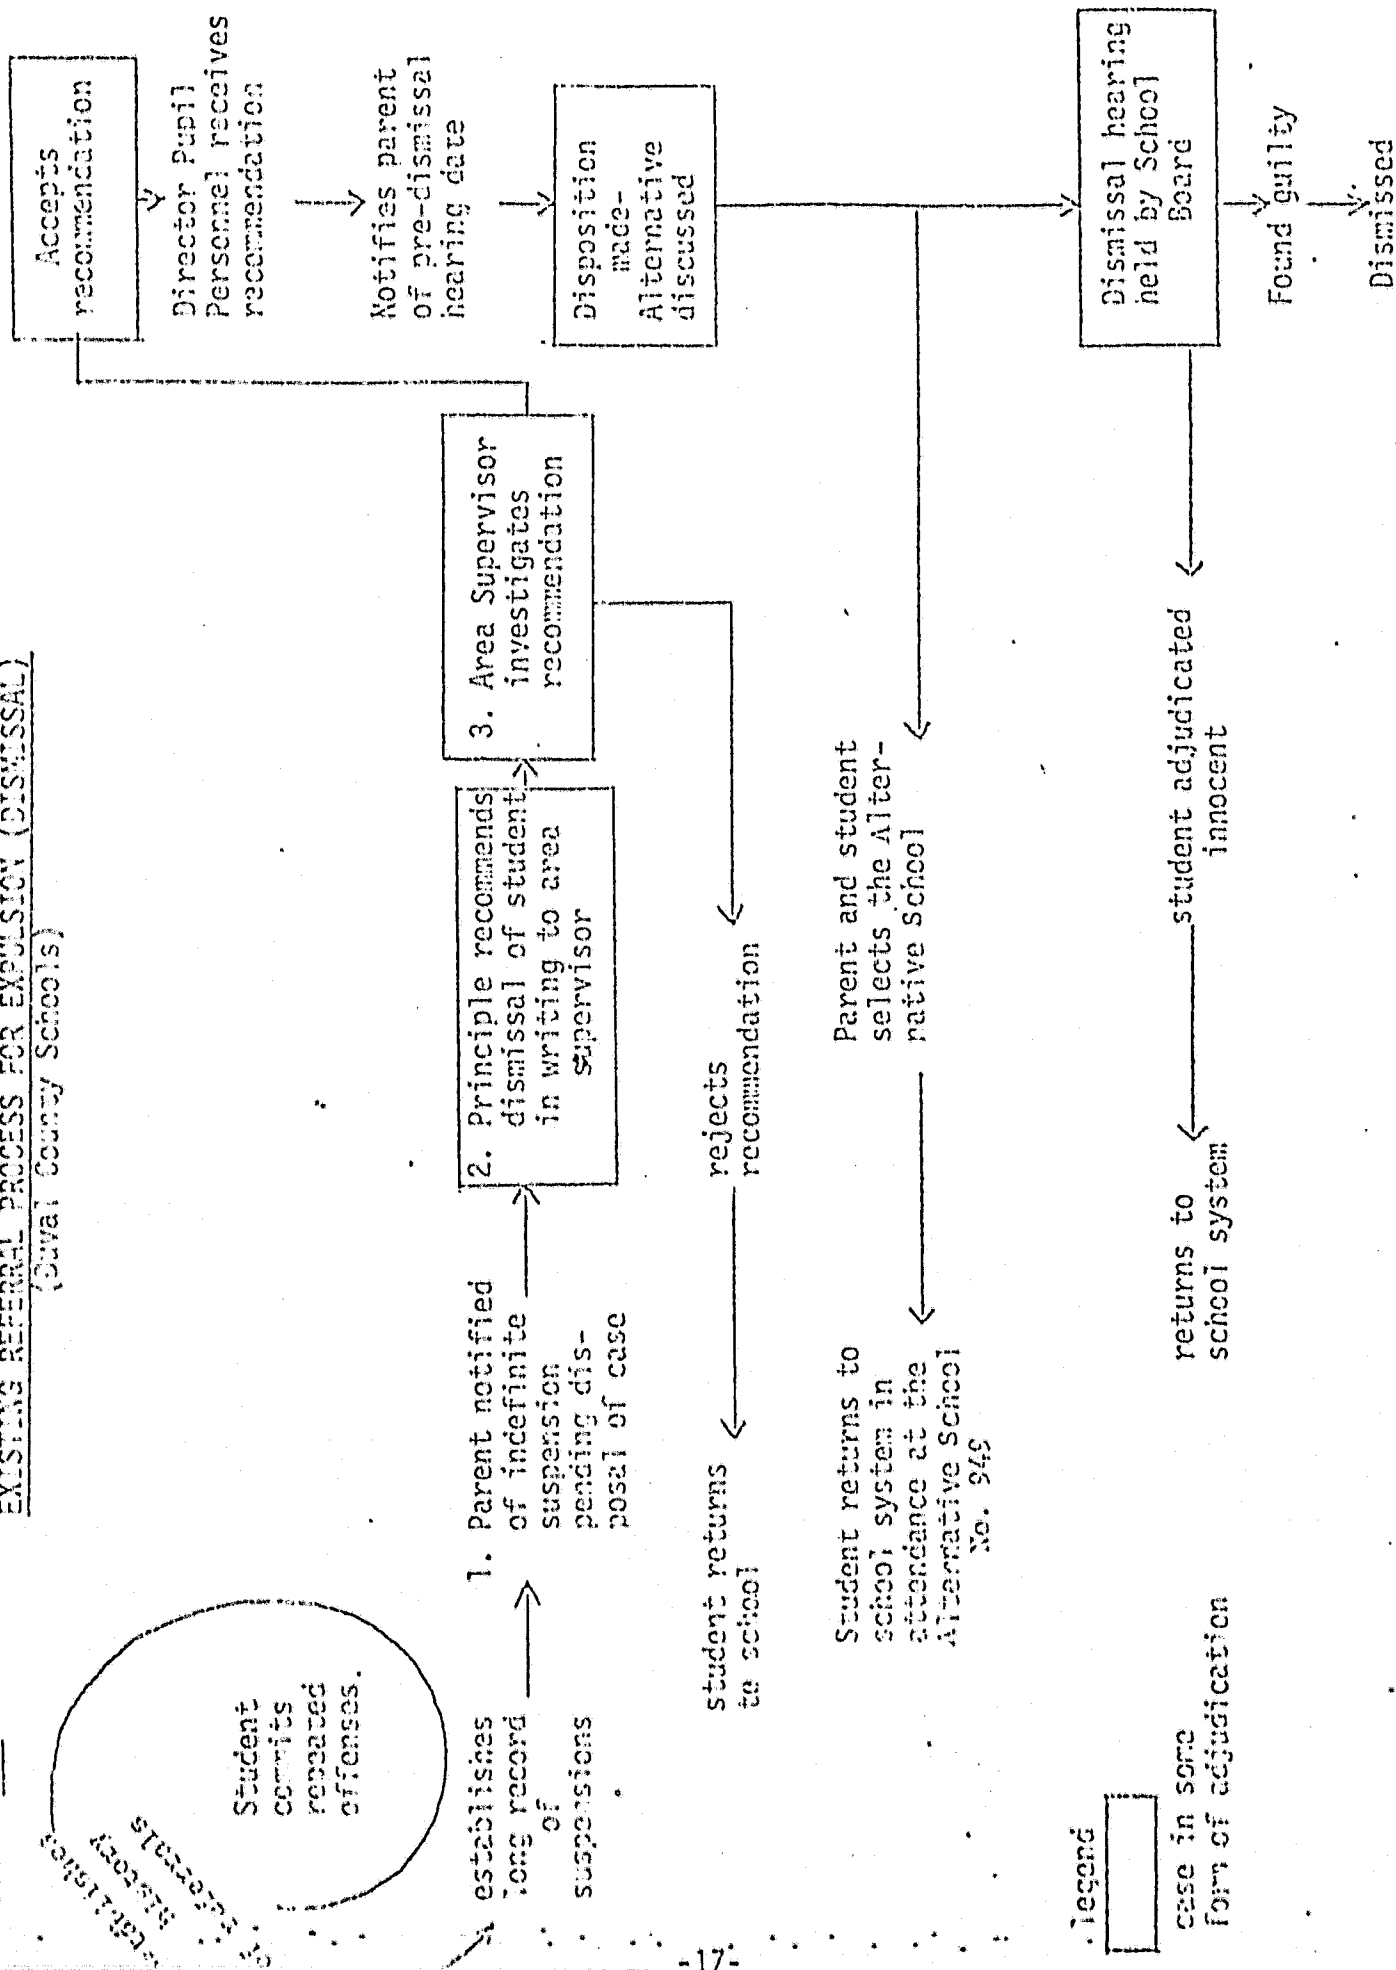 EXISTING REFERRAL PROCESS FOR EXPULSION (DISMISSAL)
(Duval County Schools)
establishes
history
of referrals
Student
commits
repeated
offenses.
establishes
long record
of
suspensions
1. Parent notified
of indefinite
suspension
pending dis-
posal of case
2. Principle recommends
dismissal of student
in writing to area
supervisor
3. Area Supervisor
investigates
recommendation
Accepts
recommendation
Director Pupil
Personnel receives
recommendation
Notifies parent
of pre-dismissal
hearing date
Disposition
made-
Alternative
discussed
rejects
recommendation
student returns
to school
Parent and student
selects the Alter-
native School
Student returns to
school system in
attendance at the
Alternative School
No. 949
Dismissal hearing
held by School
Board
Found guilty
Dismissed
student adjudicated
innocent
returns to
school system
legend
case in some
form of adjudication
-17-